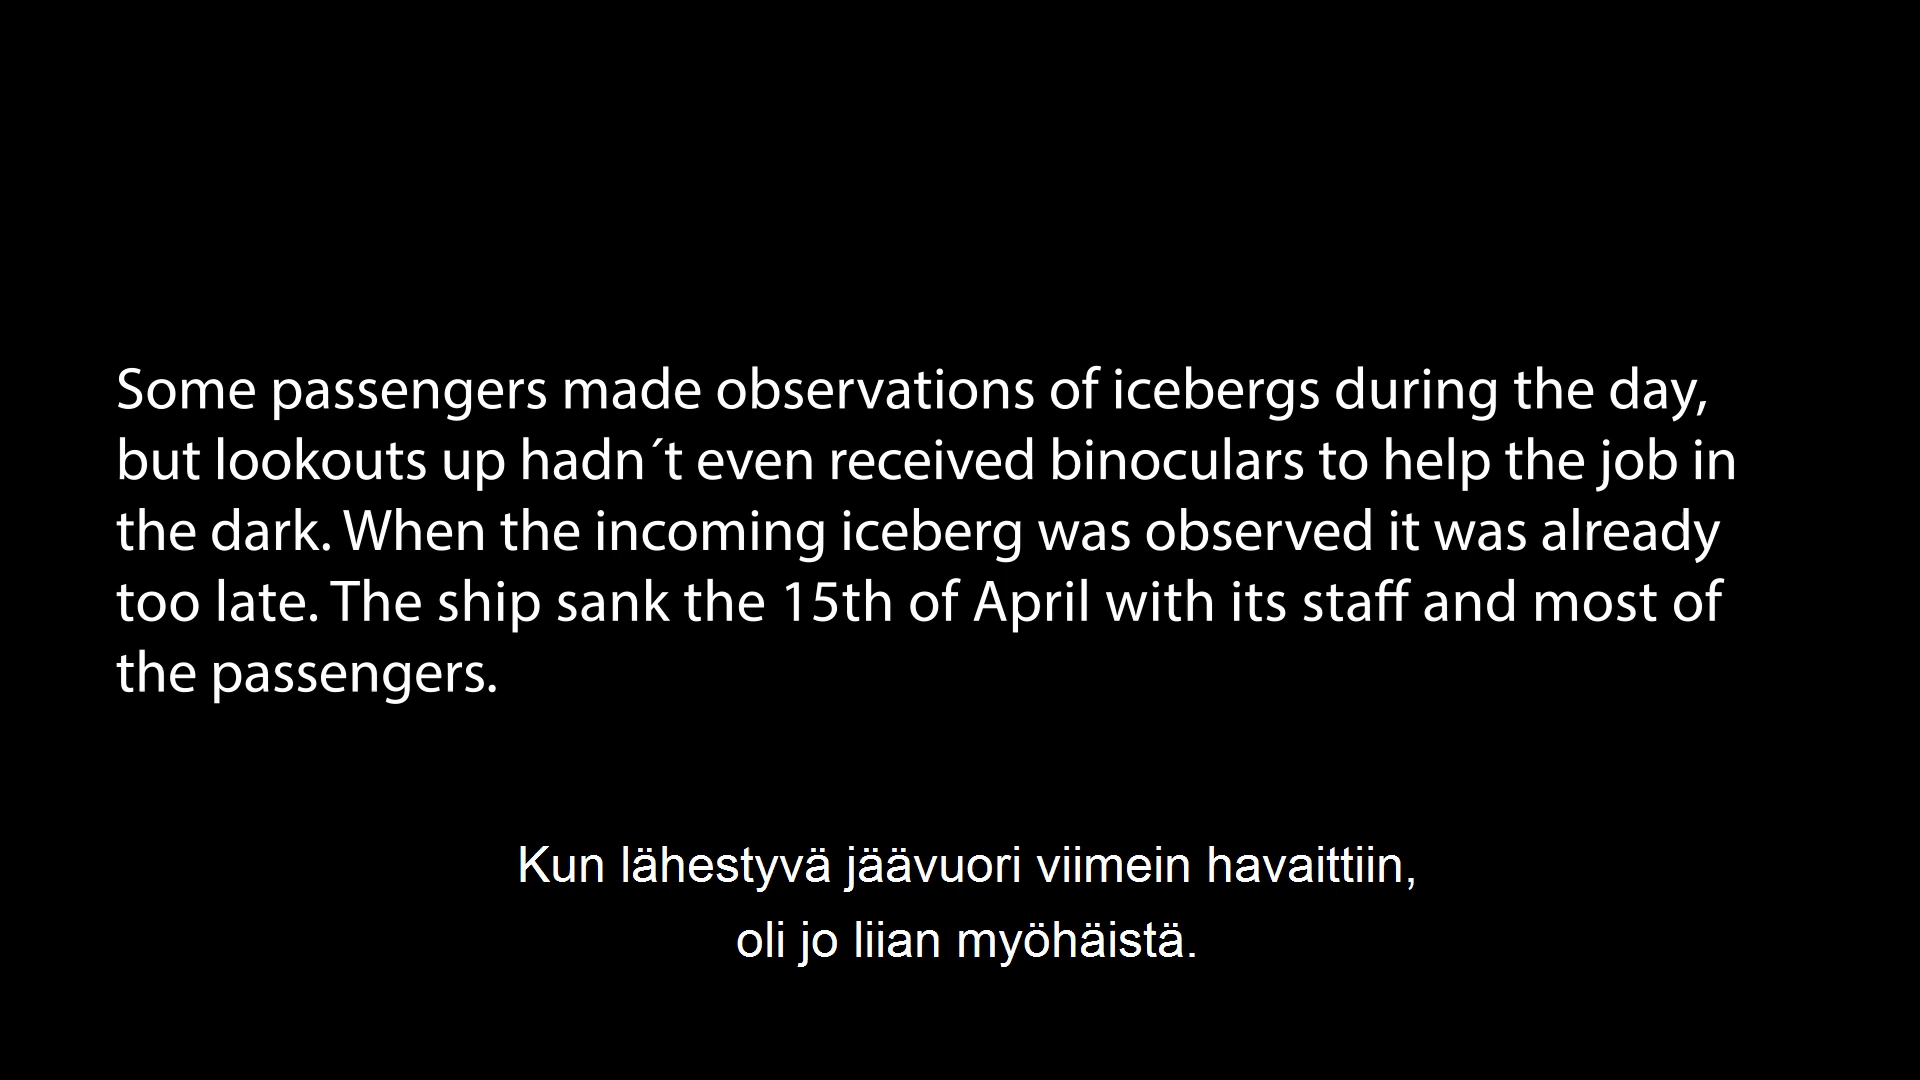 Some passengers made observations of icebergs during the day,
but lookouts up hadn´t even received binoculars to help the job in
the dark. When the incoming iceberg was observed it was already
too late. The ship sank the 15th of April with its staff and most of
the passengers.
Kun lähestyvä jäävuori viimein havaittiin,
oli jo liian myöhäistä.